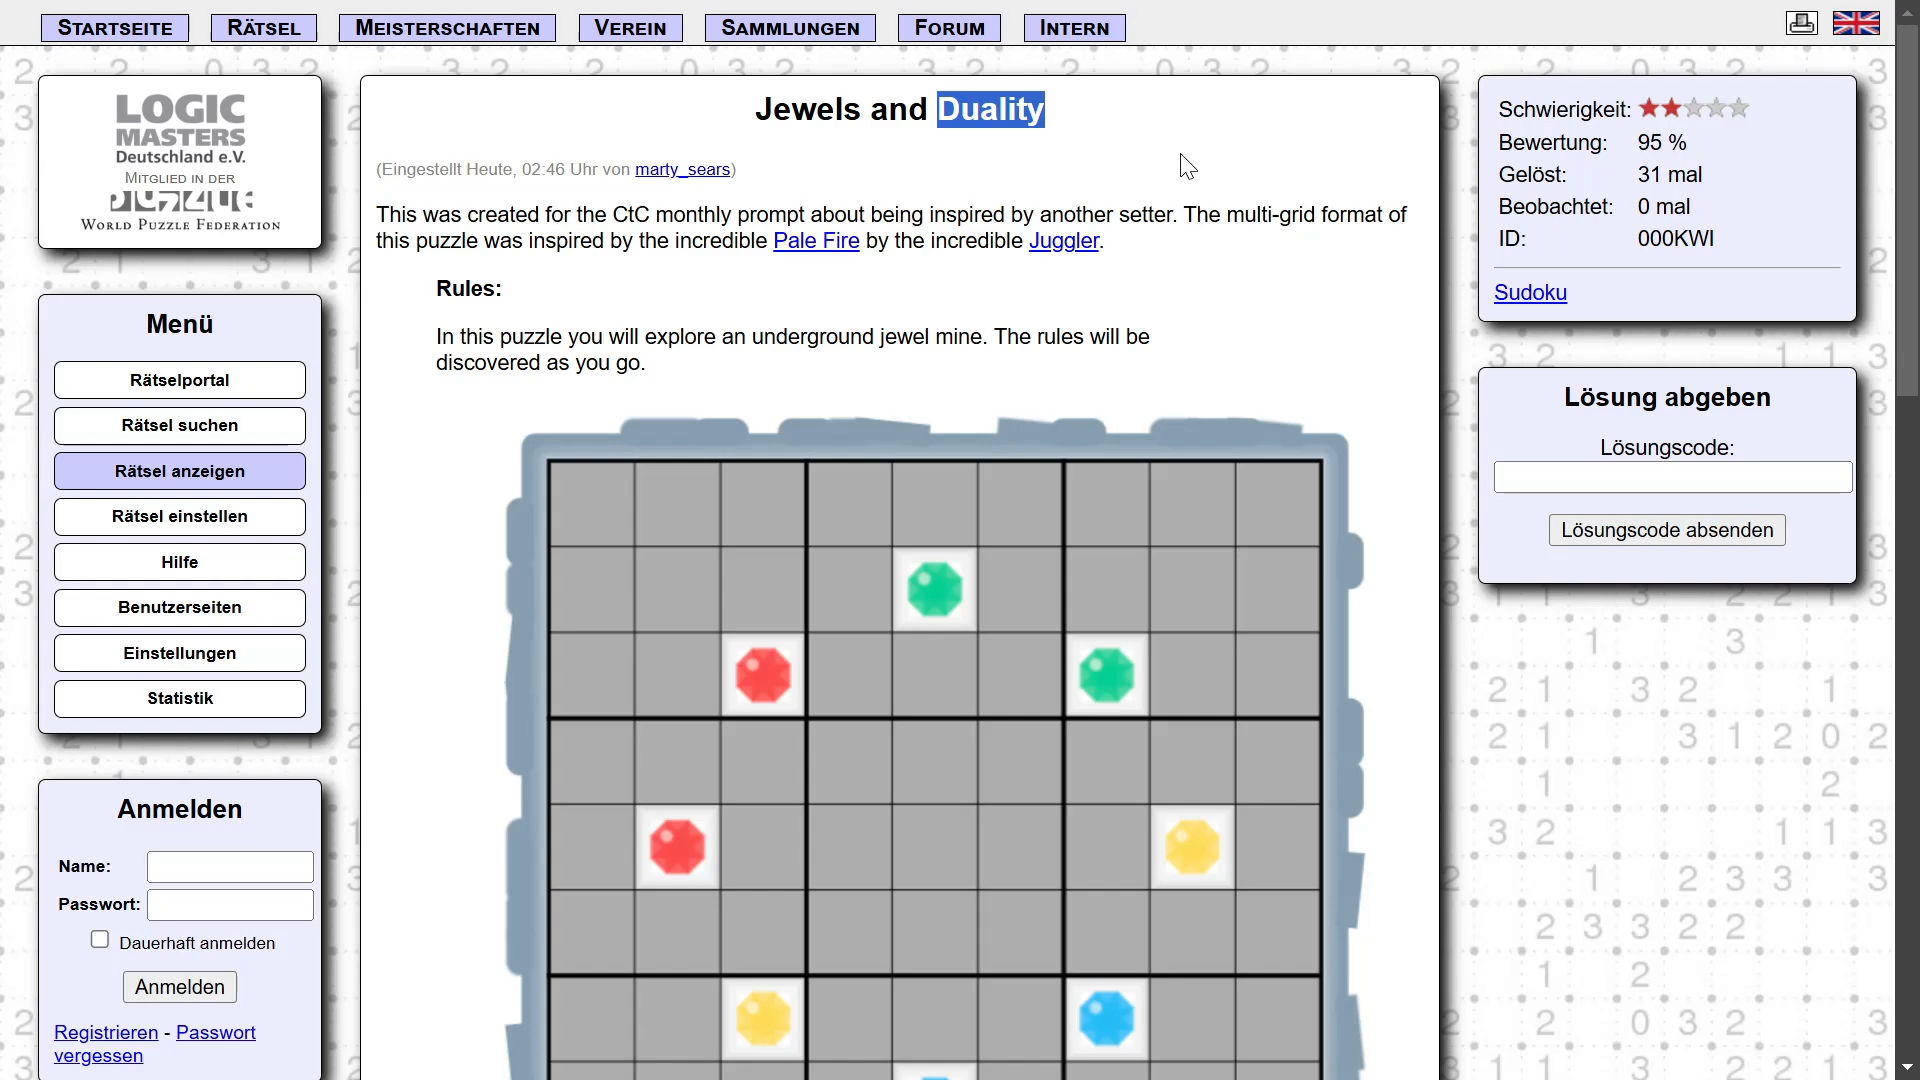 STARTSEITE RÄTSEL MEISTERSCHAFTEN VEREIN SAMMLUNGEN FORUM INTERN
LOGIC
MASTERS
Deutschland e.V.
MITGLIED IN DER
WORLD PUZZLE FEDERATION
Menü
Rätselportal
Rätsel suchen
Rätsel anzeigen
Rätsel einstellen
Hilfe
Benutzerseiten
Einstellungen
Statistik
Anmelden
Name:
Passwort:
Dauerhaft anmelden
Anmelden
Registrieren - Passwort
vergessen
Jewels and Duality
(Eingestellt Heute, 02:46 Uhr von marty_sears)
This was created for the CtC monthly prompt about being inspired by another setter. The multi-grid format of
this puzzle was inspired by the incredible Pale Fire by the incredible Juggler.
Rules:
In this puzzle you will explore an underground jewel mine. The rules will be
discovered as you go.
Schwierigkeit:
Bewertung: 95 %
Gelöst: 31 mal
Beobachtet: 0 mal
ID: 000KWI
Sudoku
Lösung abgeben
Lösungscode:
Lösungscode absenden